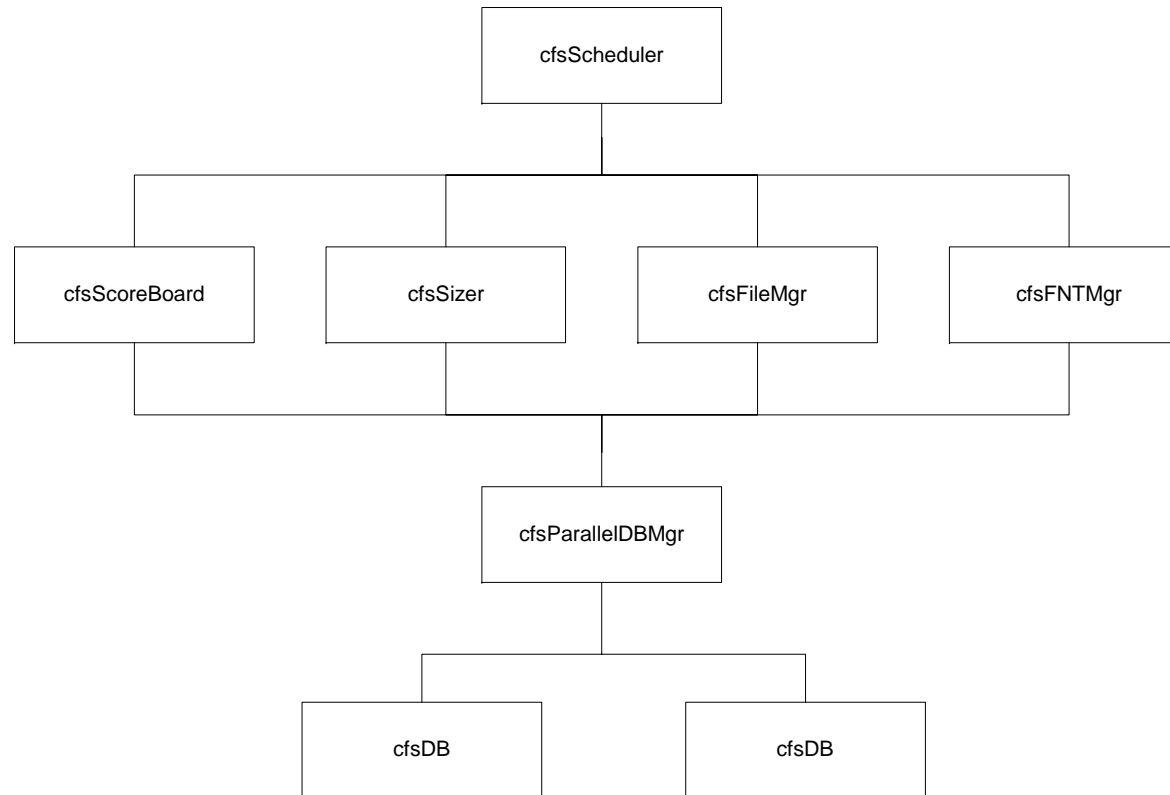 cfsScheduler
cfsScoreBoard
cfsSizer
cfsFileMgr
cfsFNTMgr
cfsParallelDBMgr
cfsDB
cfsDB